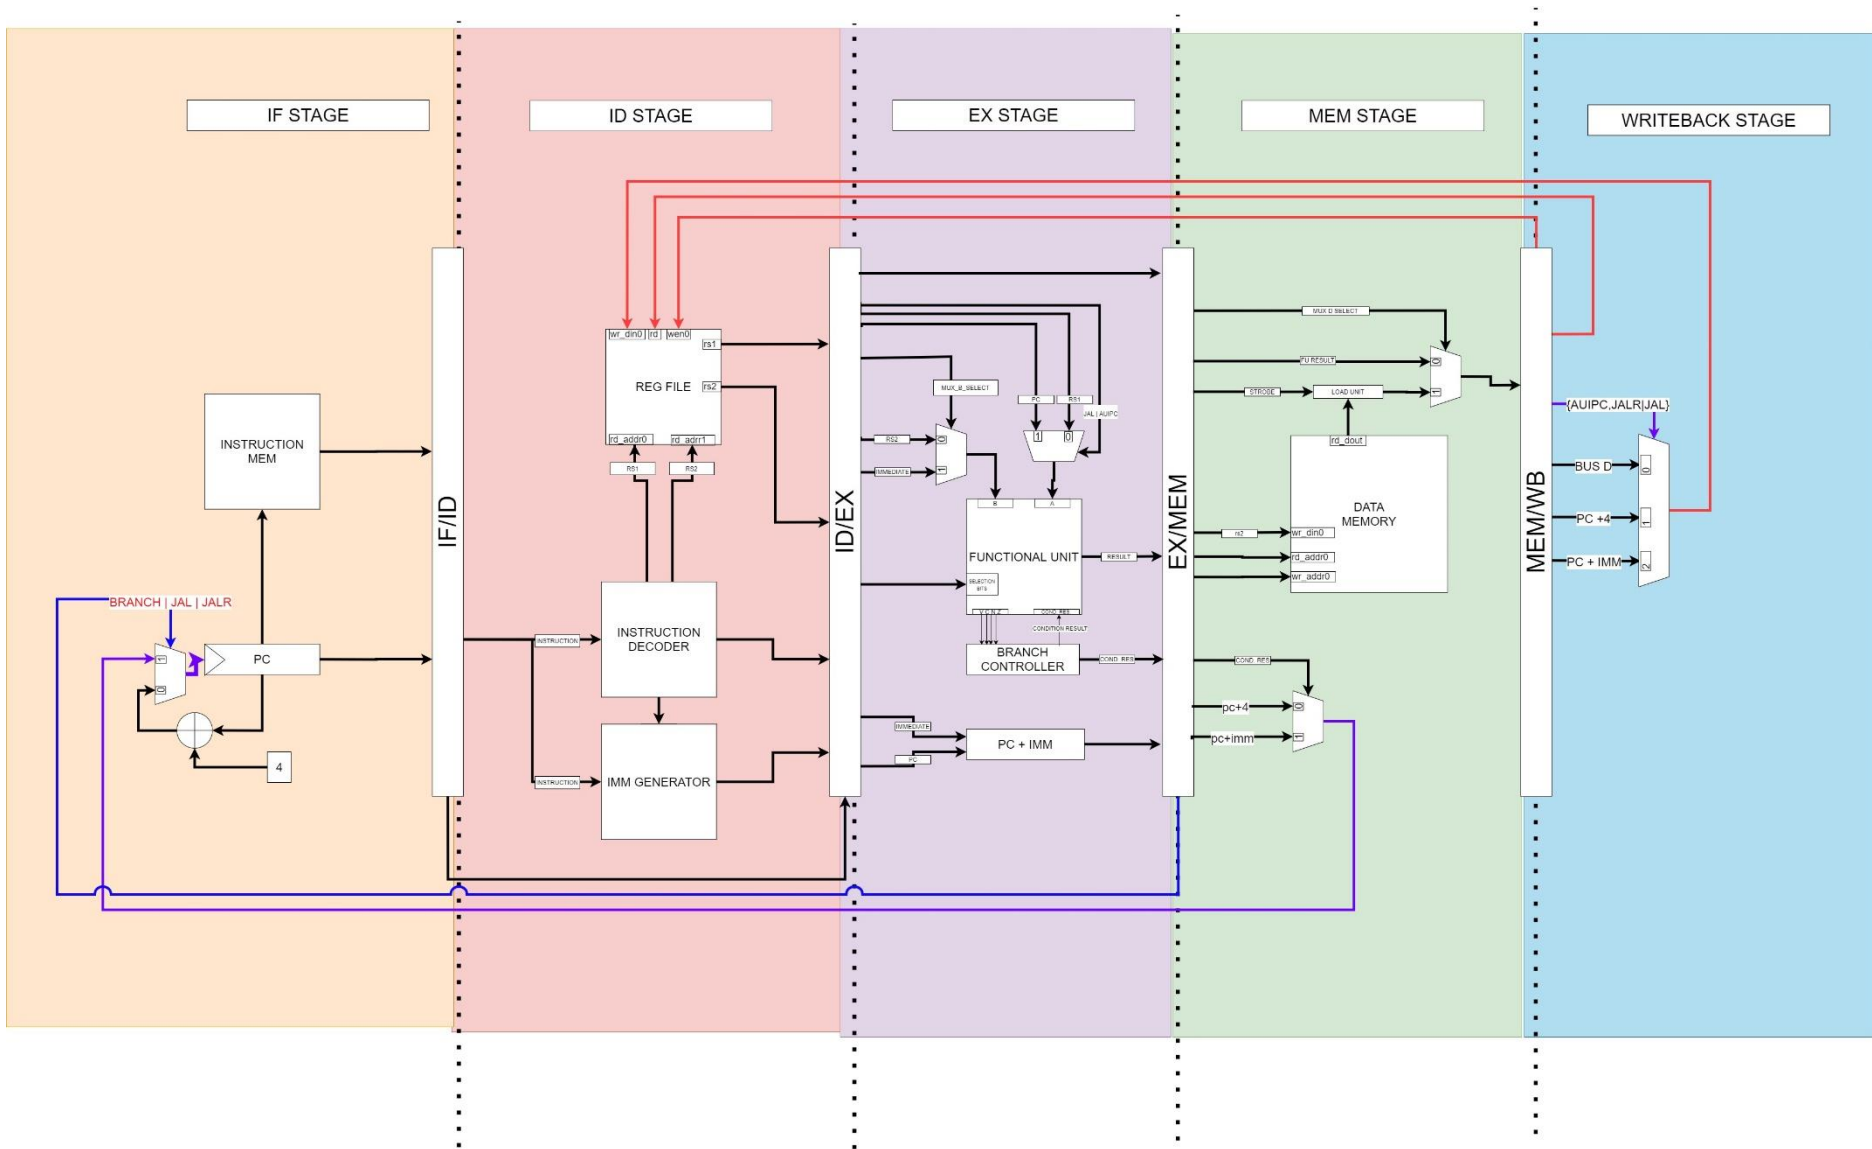 IF STAGE
ID STAGE
EX STAGE
MEM STAGE
WRITEBACK STAGE
INSTRUCTION
MEM
BRANCH | JAL | JALR
1
0
PC
4
IF/ID
wr_din0
rd
wen0
rs1
rs2
REG FILE
rd_addr0
rd_adrr1
RS1
RS2
INSTRUCTION
INSTRUCTION
DECODER
INSTRUCTION
IMM GENERATOR
ID/EX
MUX_B_SELECT
PC
RS1
JAL | AUIPC
1
0
RS2
0
IMMEDIATE
1
B
A
FUNCTIONAL UNIT
SELECTION
BITS
V C N Z
COND_RES
RESULT
CONDITION RESULT
BRANCH
CONTROLLER
COND_RES
IMMEDIATE
PC
PC + IMM
EX/MEM
MUX D SELECT
FU RESULT
0
STROBE
LOAD UNIT
1
rd_dout
DATA
MEMORY
rs2
wr_din0
rd_addr0
wr_addr0
COND_RES
pc+4
0
pc+imm
1
MEM/WB
{AUIPC,JALR|JAL}
BUS D
0
PC +4
1
PC + IMM
2